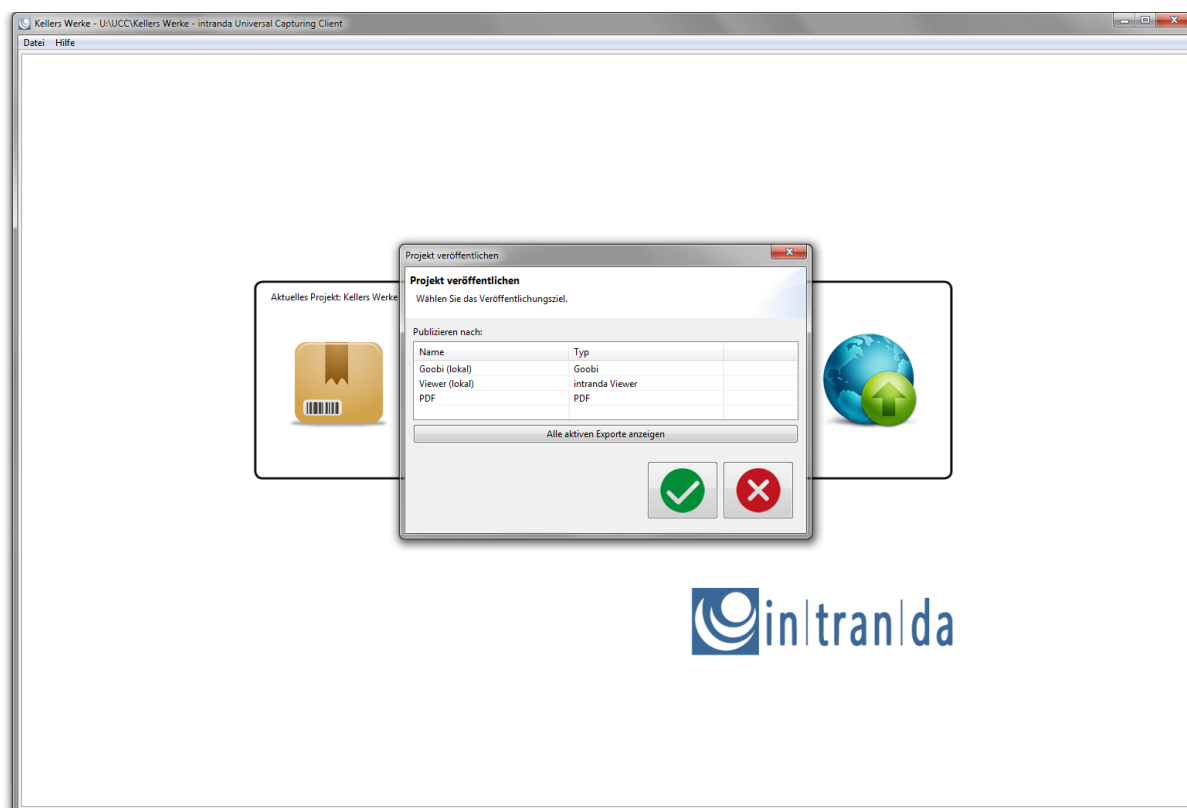 Kellers Werke - U:\UCC\Kellers Werke - intranda Universal Capturing Client
Datei Hilfe
Projekt veröffentlichen
Projekt veröffentlichen
Wählen Sie das Veröffentlichungsziel.
Aktuelles Projekt: Kellers Werke
Publizieren nach:
Name Typ
Goobi (lokal) Goobi
Viewer (lokal) intranda Viewer
PDF PDF
Alle aktiven Exporte anzeigen
in|tran|da